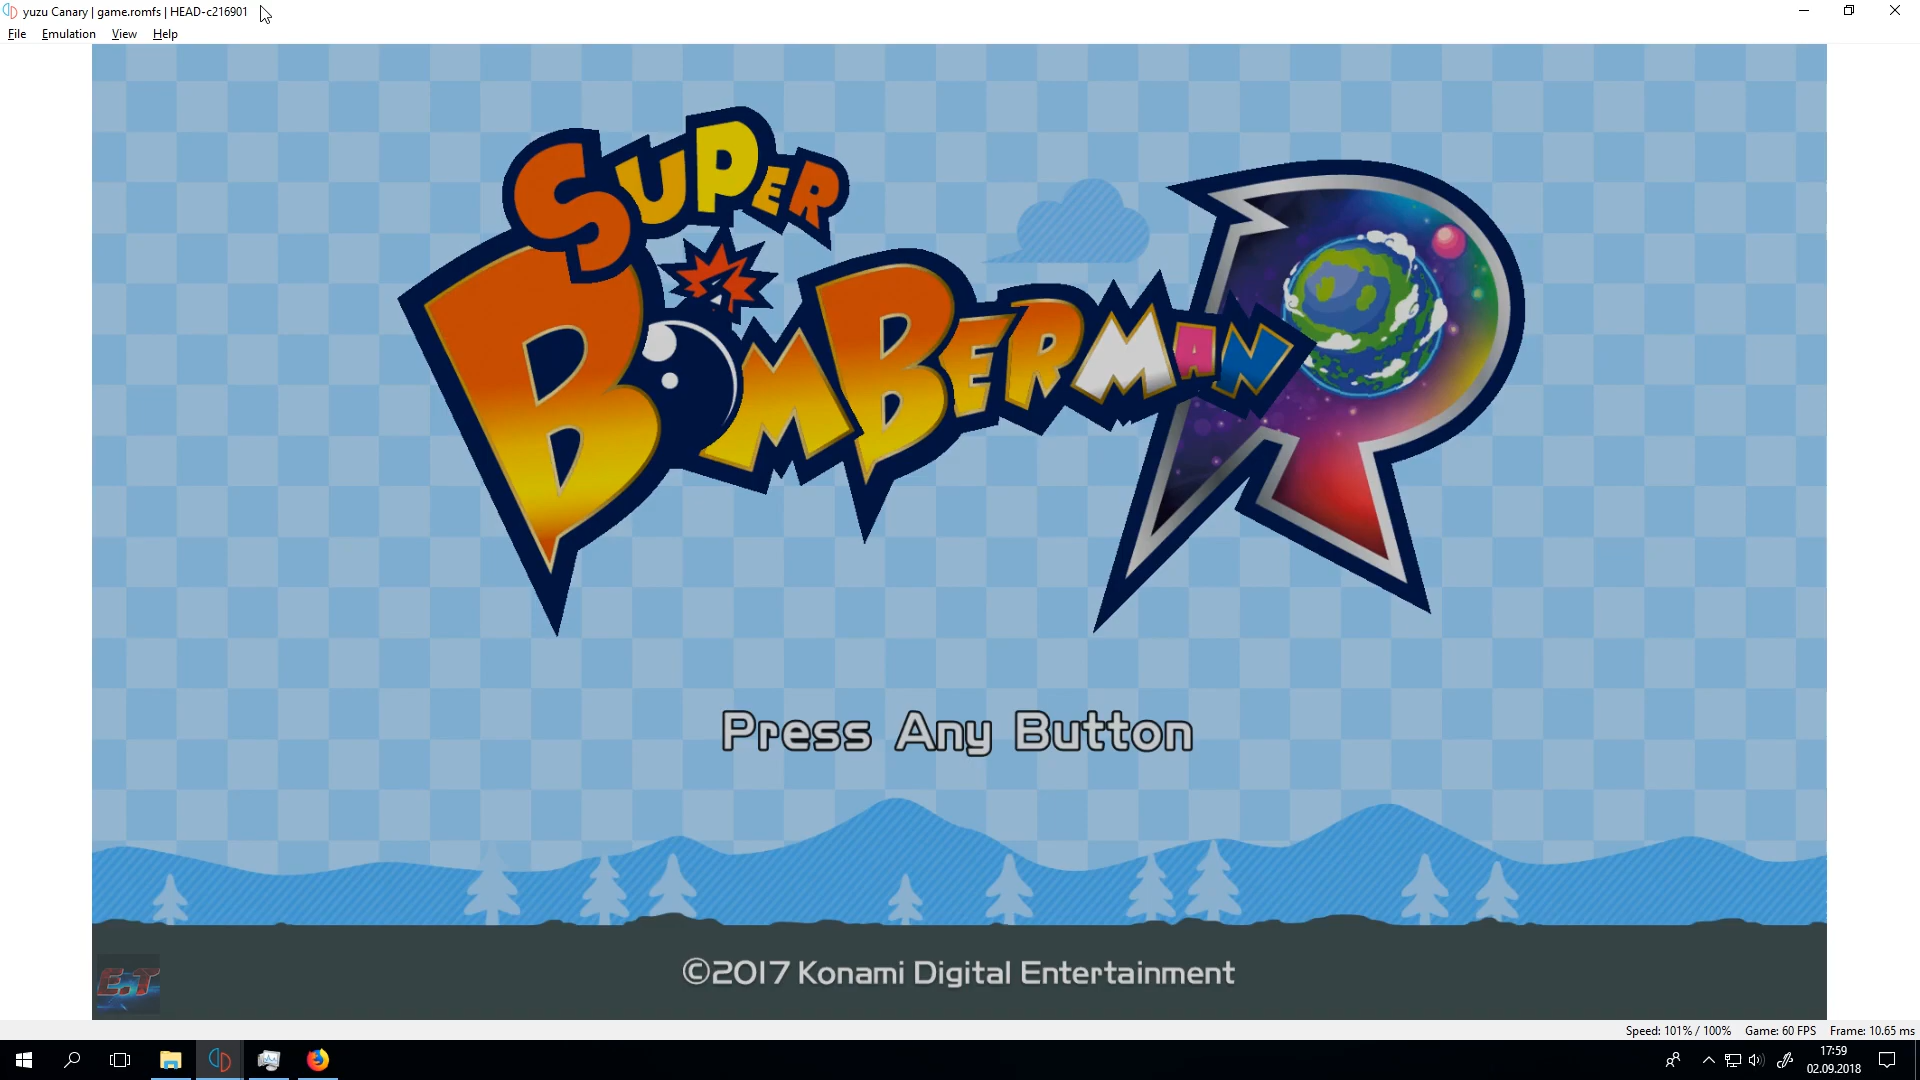 yuzu Canary | game.romfs | HEAD-c216901
File Emulation View Help
SUPER
BOMBERMAN R
Press Any Button
©2017 Konami Digital Entertainment
E.T
Speed: 101% / 100% Game: 60 FPS Frame: 10.65 ms
17:59
02.09.2018